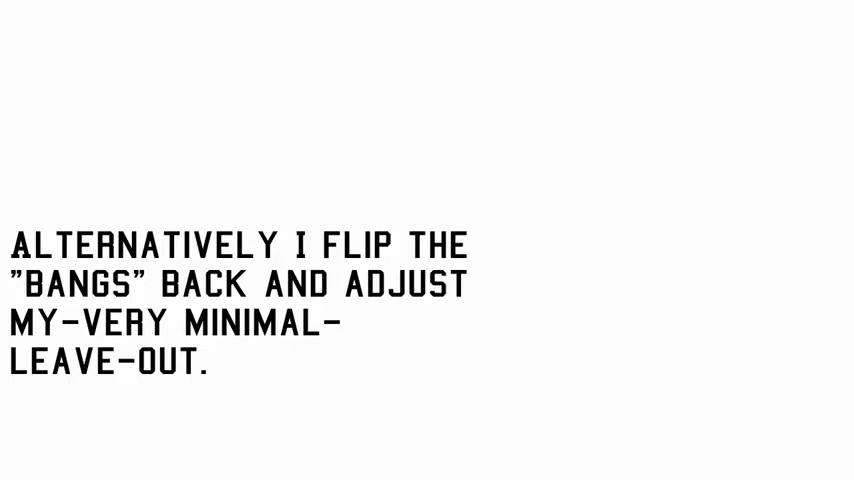 Alternatively I flip the
"bangs" back and adjust
my-very minimal-
leave-out.